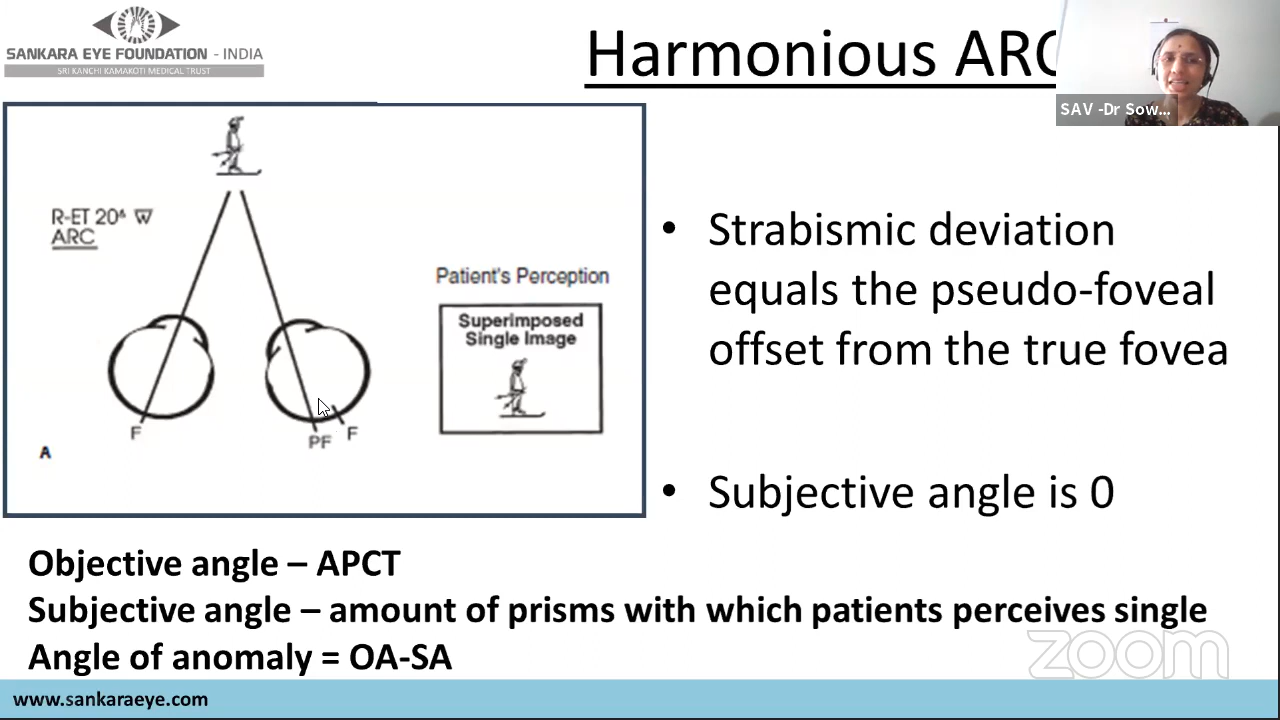 SANKARA EYE FOUNDATION - INDIA
SRI KANCHI KAMAKOTI MEDICAL TRUST
Harmonious ARC
SAV -Dr Sow...
R-ET 20Δ W
ARC
Patient's Perception
Superimposed
Single Image
F
PF F
A
• Strabismic deviation
equals the pseudo-foveal
offset from the true fovea
• Subjective angle is 0
Objective angle – APCT
Subjective angle – amount of prisms with which patients perceives single
Angle of anomaly = OA-SA
zoom
www.sankaraeye.com